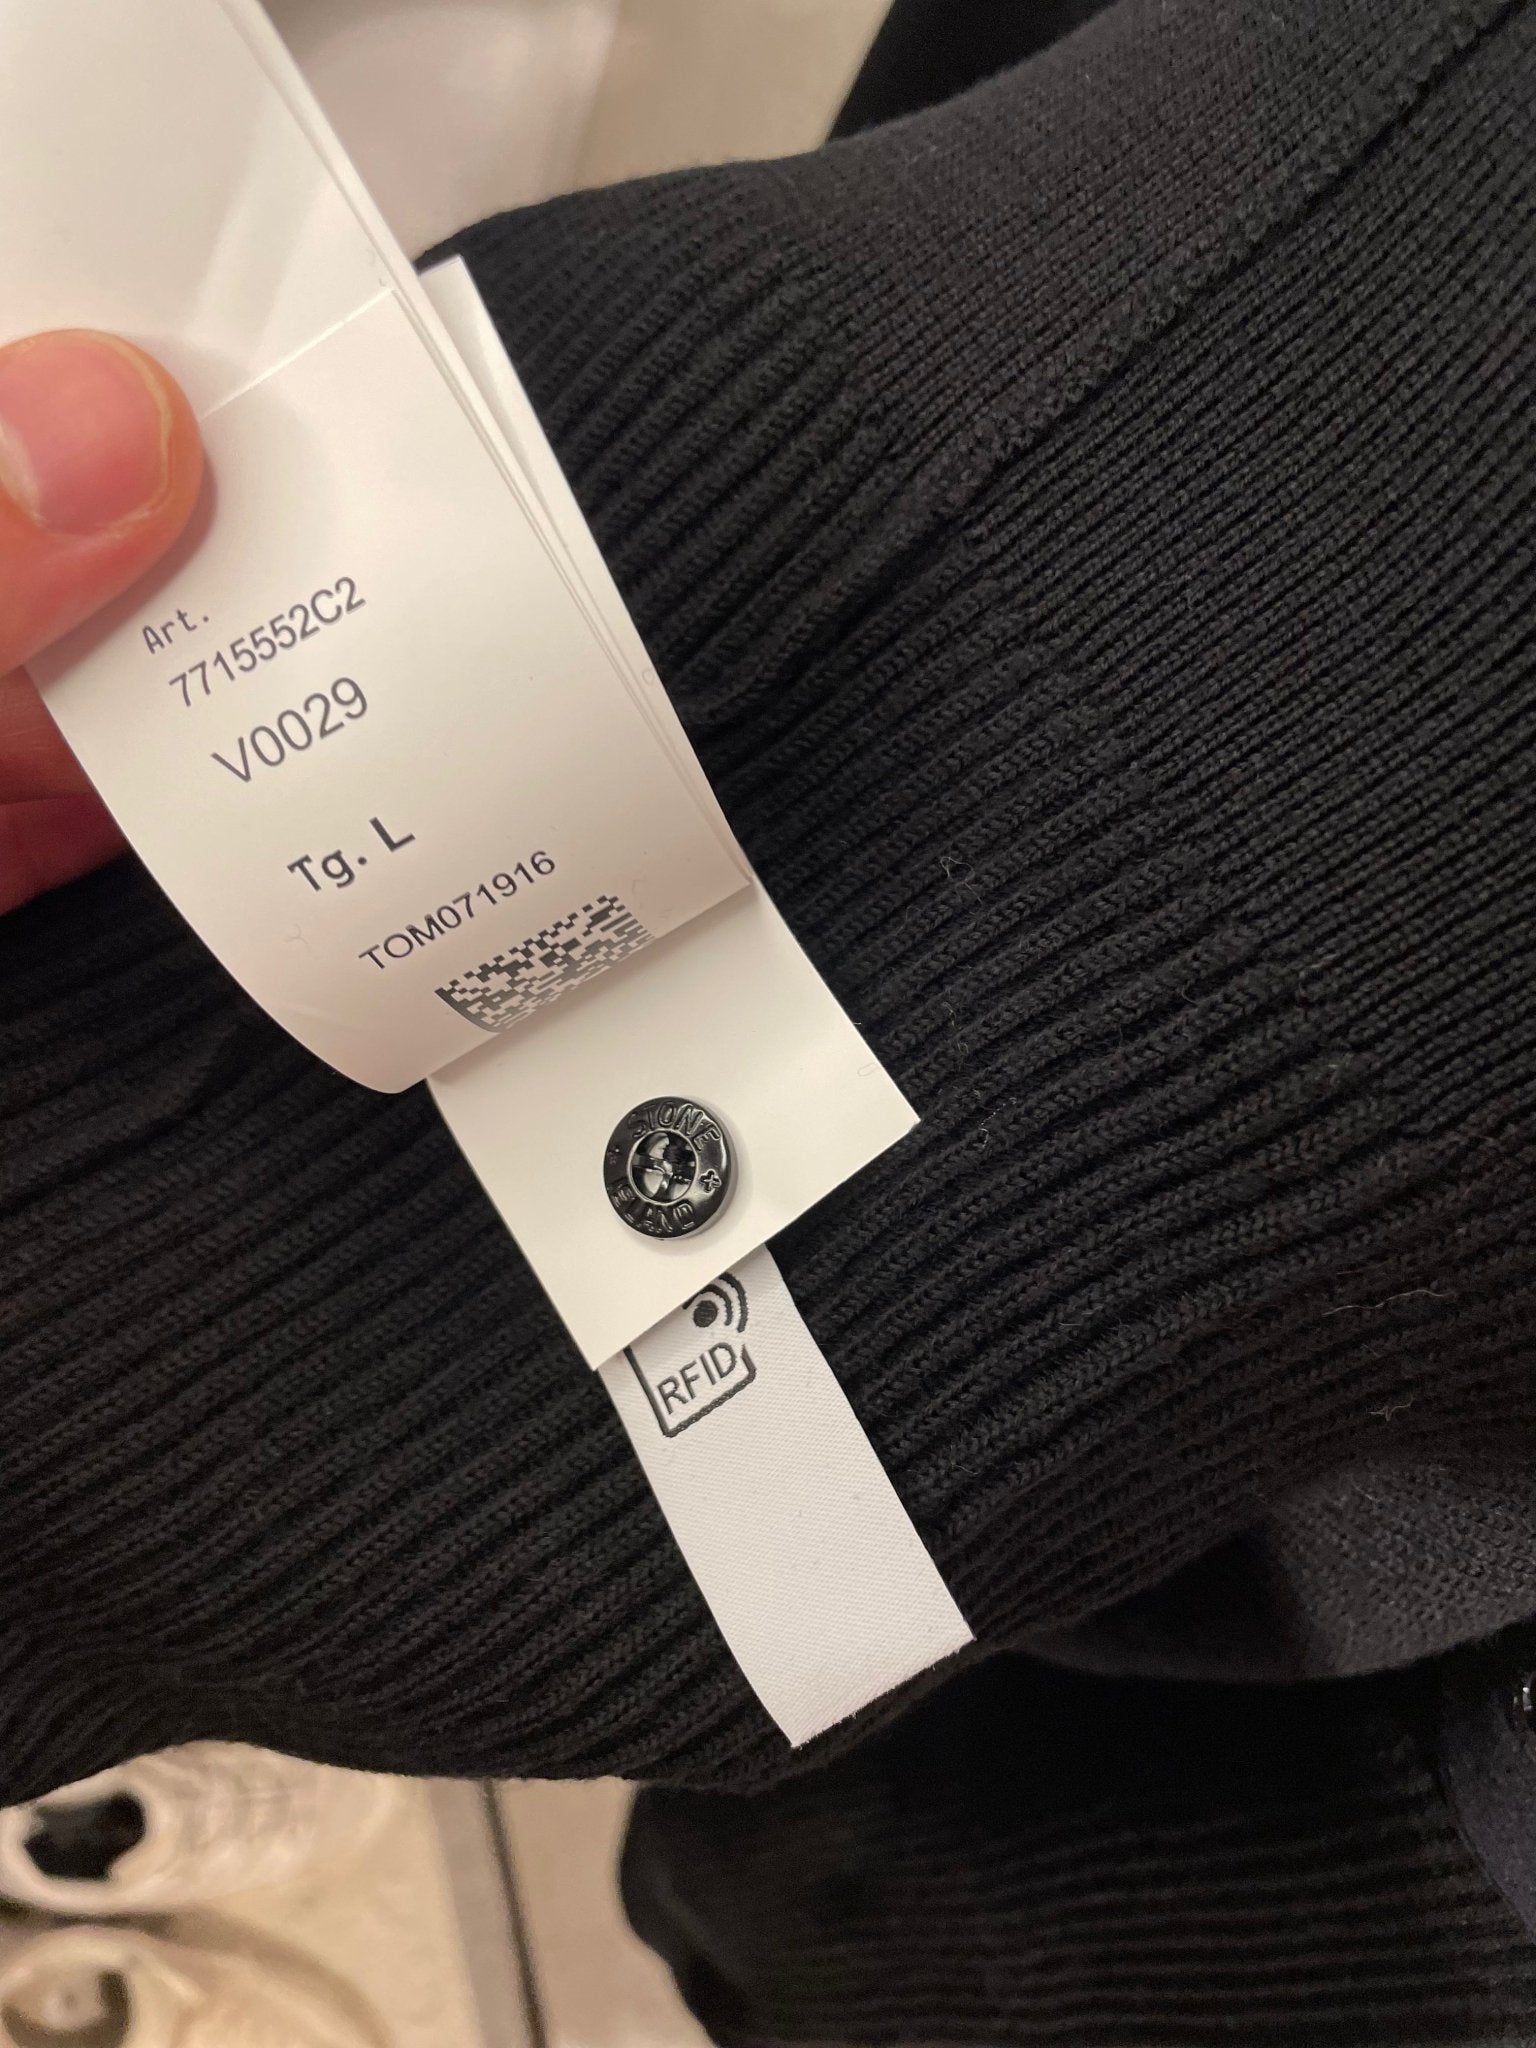 Art.
7715552C2
V0029
Tg. L
TOM071916
STONE
ISLAND
RFID